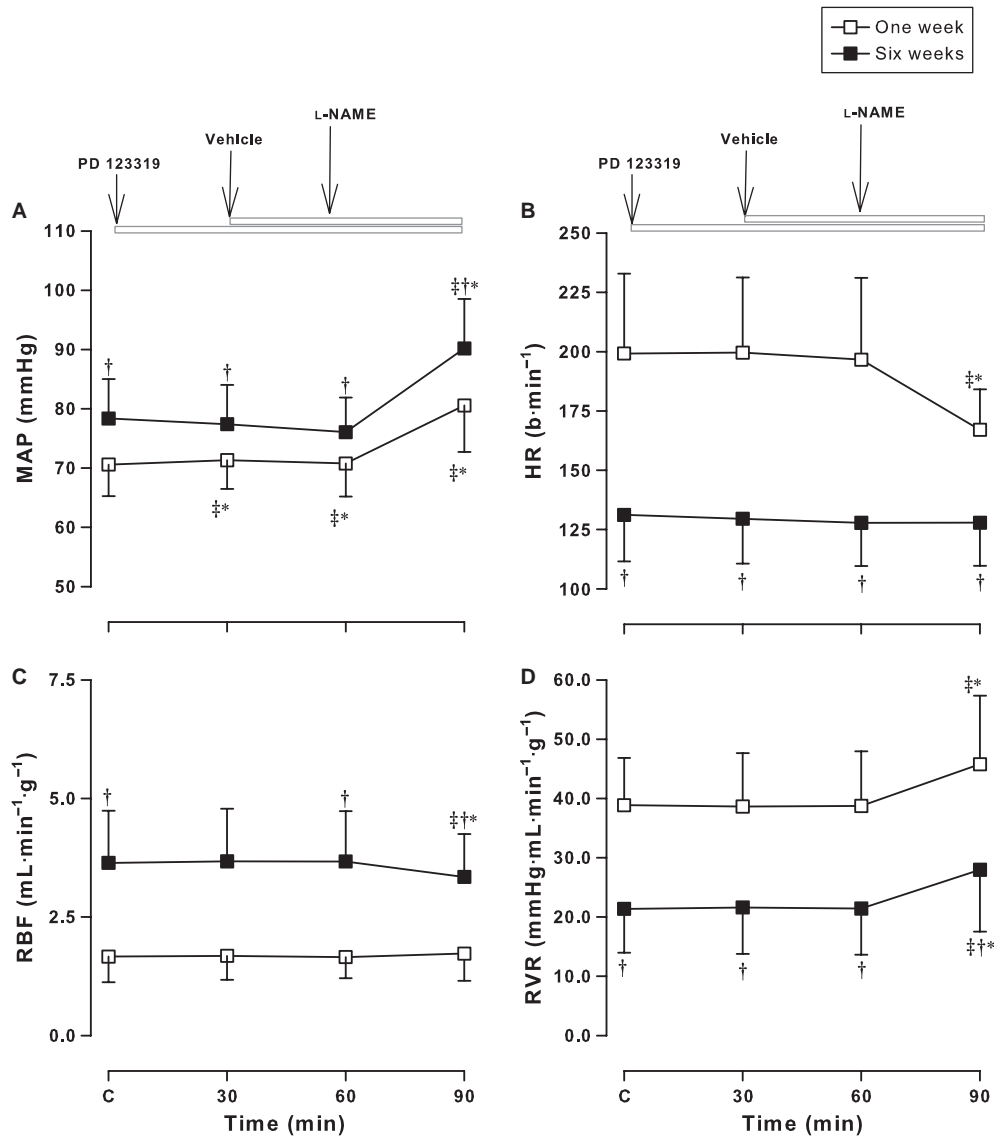 One week
Six weeks
L-NAME
Vehicle
PD 123319
A
110
100
90
80
70
60
50
MAP (mmHg)
† † † ‡†*
‡* ‡* ‡*
L-NAME
Vehicle
PD 123319
B
250
225
200
175
150
125
100
HR (b·min⁻¹)
‡*
† † † †
C
7.5
5.0
2.5
0.0
RBF (mL·min⁻¹·g⁻¹)
† † ‡†*
C 30 60 90
Time (min)
D
60.0
50.0
40.0
30.0
20.0
10.0
0.0
RVR (mmHg·mL·min⁻¹·g⁻¹)
‡*
† † † ‡†*
C 30 60 90
Time (min)